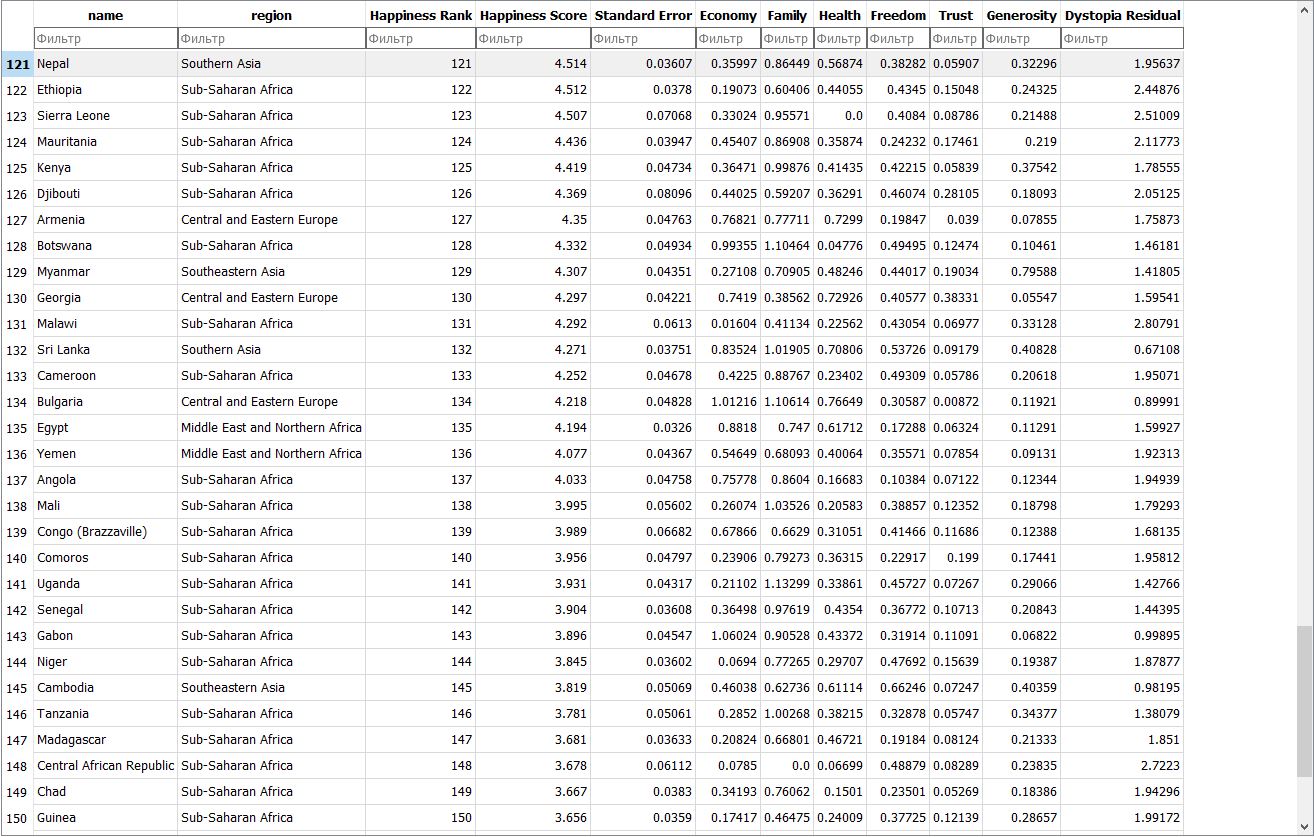 name region Happiness Rank Happiness Score Standard Error Economy Family Health Freedom Trust Generosity Dystopia Residual
Фильтр Фильтр Фильтр Фильтр Фильтр Фильтр Фильтр Фильтр Фильтр Фильтр Фильтр Фильтр
121 Nepal Southern Asia 121 4.514 0.03607 0.35997 0.86449 0.56874 0.38282 0.05907 0.32296 1.95637
122 Ethiopia Sub-Saharan Africa 122 4.512 0.0378 0.19073 0.60406 0.44055 0.4345 0.15048 0.24325 2.44876
123 Sierra Leone Sub-Saharan Africa 123 4.507 0.07068 0.33024 0.95571 0.0 0.4084 0.08786 0.21488 2.51009
124 Mauritania Sub-Saharan Africa 124 4.436 0.03947 0.45407 0.86908 0.35874 0.24232 0.17461 0.219 2.11773
125 Kenya Sub-Saharan Africa 125 4.419 0.04734 0.36471 0.99876 0.41435 0.42215 0.05839 0.37542 1.78555
126 Djibouti Sub-Saharan Africa 126 4.369 0.08096 0.44025 0.59207 0.36291 0.46074 0.28105 0.18093 2.05125
127 Armenia Central and Eastern Europe 127 4.35 0.04763 0.76821 0.77711 0.7299 0.19847 0.039 0.07855 1.75873
128 Botswana Sub-Saharan Africa 128 4.332 0.04934 0.99355 1.10464 0.04776 0.49495 0.12474 0.10461 1.46181
129 Myanmar Southeastern Asia 129 4.307 0.04351 0.27108 0.70905 0.48246 0.44017 0.19034 0.79588 1.41805
130 Georgia Central and Eastern Europe 130 4.297 0.04221 0.7419 0.38562 0.72926 0.40577 0.38331 0.05547 1.59541
131 Malawi Sub-Saharan Africa 131 4.292 0.0613 0.01604 0.41134 0.22562 0.43054 0.06977 0.33128 2.80791
132 Sri Lanka Southern Asia 132 4.271 0.03751 0.83524 1.01905 0.70806 0.53726 0.09179 0.40828 0.67108
133 Cameroon Sub-Saharan Africa 133 4.252 0.04678 0.4225 0.88767 0.23402 0.49309 0.05786 0.20618 1.95071
134 Bulgaria Central and Eastern Europe 134 4.218 0.04828 1.01216 1.10614 0.76649 0.30587 0.00872 0.11921 0.89991
135 Egypt Middle East and Northern Africa 135 4.194 0.0326 0.8818 0.747 0.61712 0.17288 0.06324 0.11291 1.59927
136 Yemen Middle East and Northern Africa 136 4.077 0.04367 0.54649 0.68093 0.40064 0.35571 0.07854 0.09131 1.92313
137 Angola Sub-Saharan Africa 137 4.033 0.04758 0.75778 0.8604 0.16683 0.10384 0.07122 0.12344 1.94939
138 Mali Sub-Saharan Africa 138 3.995 0.05602 0.26074 1.03526 0.20583 0.38857 0.12352 0.18798 1.79293
139 Congo (Brazzaville) Sub-Saharan Africa 139 3.989 0.06682 0.67866 0.6629 0.31051 0.41466 0.11686 0.12388 1.68135
140 Comoros Sub-Saharan Africa 140 3.956 0.04797 0.23906 0.79273 0.36315 0.22917 0.199 0.17441 1.95812
141 Uganda Sub-Saharan Africa 141 3.931 0.04317 0.21102 1.13299 0.33861 0.45727 0.07267 0.29066 1.42766
142 Senegal Sub-Saharan Africa 142 3.904 0.03608 0.36498 0.97619 0.4354 0.36772 0.10713 0.20843 1.44395
143 Gabon Sub-Saharan Africa 143 3.896 0.04547 1.06024 0.90528 0.43372 0.31914 0.11091 0.06822 0.99895
144 Niger Sub-Saharan Africa 144 3.845 0.03602 0.0694 0.77265 0.29707 0.47692 0.15639 0.19387 1.87877
145 Cambodia Southeastern Asia 145 3.819 0.05069 0.46038 0.62736 0.61114 0.66246 0.07247 0.40359 0.98195
146 Tanzania Sub-Saharan Africa 146 3.781 0.05061 0.2852 1.00268 0.38215 0.32878 0.05747 0.34377 1.38079
147 Madagascar Sub-Saharan Africa 147 3.681 0.03633 0.20824 0.66801 0.46721 0.19184 0.08124 0.21333 1.851
148 Central African Republic Sub-Saharan Africa 148 3.678 0.06112 0.0785 0.0 0.06699 0.48879 0.08289 0.23835 2.7223
149 Chad Sub-Saharan Africa 149 3.667 0.0383 0.34193 0.76062 0.1501 0.23501 0.05269 0.18386 1.94296
150 Guinea Sub-Saharan Africa 150 3.656 0.0359 0.17417 0.46475 0.24009 0.37725 0.12139 0.28657 1.99172